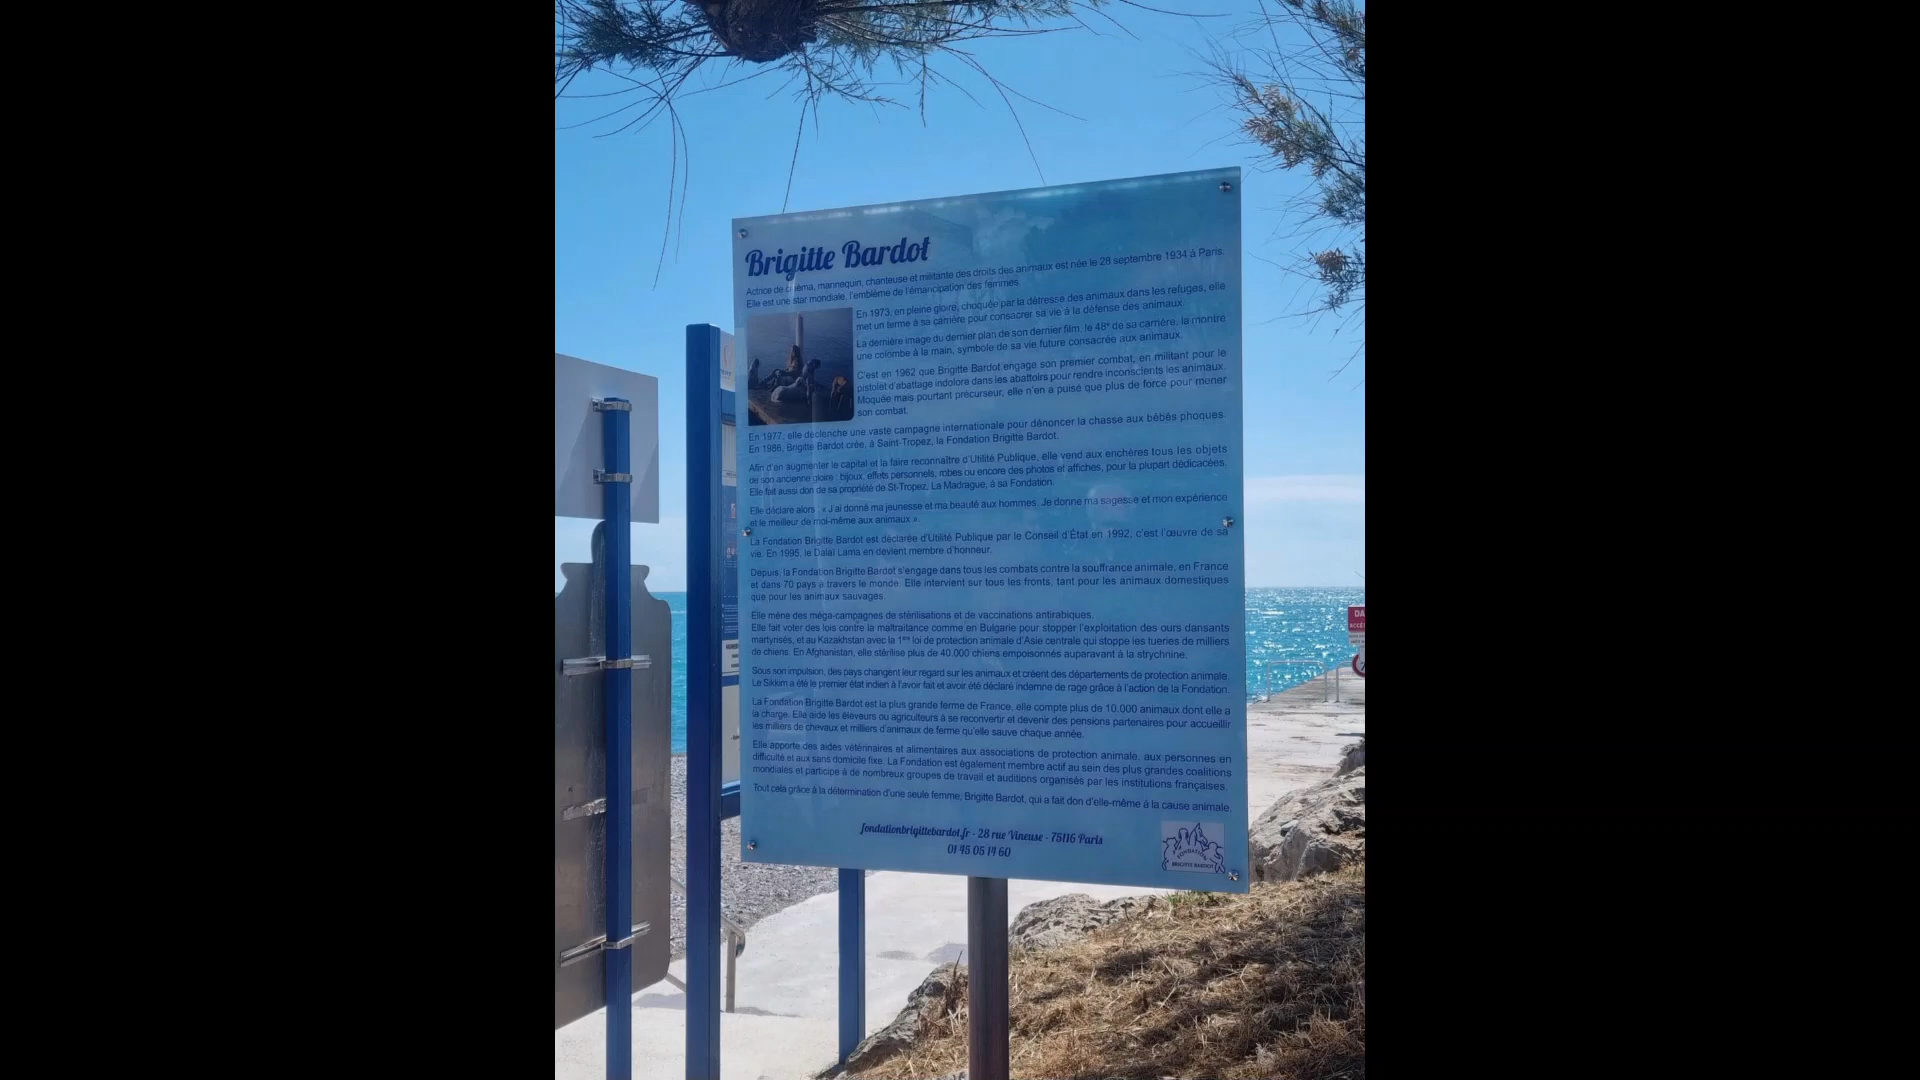 Brigitte Bardot
Actrice de cinéma, mannequin, chanteuse et militante des droits des animaux est née le 28 septembre 1934 à Paris.
Elle est une star mondiale, l'emblème de l'émancipation des femmes.
En 1973, en pleine gloire, choquée par la détresse des animaux dans les refuges, elle
met un terme à sa carrière pour consacrer sa vie à la défense des animaux.
La dernière image du dernier plan de son dernier film, le 48e de sa carrière, la montre
une colombe à la main, symbole de sa vie future consacrée aux animaux.
C'est en 1962 que Brigitte Bardot engage son premier combat, en militant pour le
pistolet d'abattage indolore dans les abattoirs pour rendre inconscients les animaux.
Moquée mais pourtant précurseur, elle n'en a puisé que plus de force pour mener
son combat.
En 1977, elle déclenche une vaste campagne internationale pour dénoncer la chasse aux bébés phoques.
En 1986, Brigitte Bardot crée, à Saint-Tropez, la Fondation Brigitte Bardot.
Afin d'en augmenter le capital et la faire reconnaître d'Utilité Publique, elle vend aux enchères tous les objets
de son ancienne gloire : bijoux, effets personnels, robes ou encore des photos et affiches, pour la plupart dédicacées.
Elle fait aussi don de sa propriété de St-Tropez, La Madrague, à sa Fondation.
Elle déclare alors : « J'ai donné ma jeunesse et ma beauté aux hommes. Je donne ma sagesse et mon expérience
et le meilleur de moi-même aux animaux ».
La Fondation Brigitte Bardot est déclarée d'Utilité Publique par le Conseil d'État en 1992, c'est l'œuvre de sa
vie. En 1995, le Dalaï Lama en devient membre d'honneur.
Depuis, la Fondation Brigitte Bardot s'engage dans tous les combats contre la souffrance animale, en France
et dans 70 pays à travers le monde. Elle intervient sur tous les fronts, tant pour les animaux domestiques
que pour les animaux sauvages.
Elle mène des méga-campagnes de stérilisations et de vaccinations antirabiques.
Elle fait voter des lois contre la maltraitance comme en Bulgarie pour stopper l'exploitation des ours dansants
martyrisés, et au Kazakhstan avec la 1ère loi de protection animale d'Asie centrale qui stoppe les tueries de milliers
de chiens. En Afghanistan, elle stérilise plus de 40.000 chiens empoisonnés auparavant à la strychnine.
Sous son impulsion, des pays changent leur regard sur les animaux et créent des départements de protection animale.
Le Sikkim a été le premier état indien à l'avoir fait et avoir été déclaré indemne de rage grâce à l'action de la Fondation.
La Fondation Brigitte Bardot est la plus grande ferme de France, elle compte plus de 10.000 animaux dont elle a
la charge. Elle aide les éleveurs ou agriculteurs à se reconvertir et devenir des pensions partenaires pour accueillir
les milliers de chevaux et milliers d'animaux de ferme qu'elle sauve chaque année.
Elle apporte des aides vétérinaires et alimentaires aux associations de protection animale, aux personnes en
difficulté et aux sans domicile fixe. La Fondation est également membre actif au sein des plus grandes coalitions
mondiales et participe à de nombreux groupes de travail et auditions organisés par les institutions françaises.
Tout cela grâce à la détermination d'une seule femme, Brigitte Bardot, qui a fait don d'elle-même à la cause animale.
fondationbrigittebardot.fr - 28 rue Vineuse - 75116 Paris
01 45 05 14 60
FONDATION
BRIGITTE BARDOT